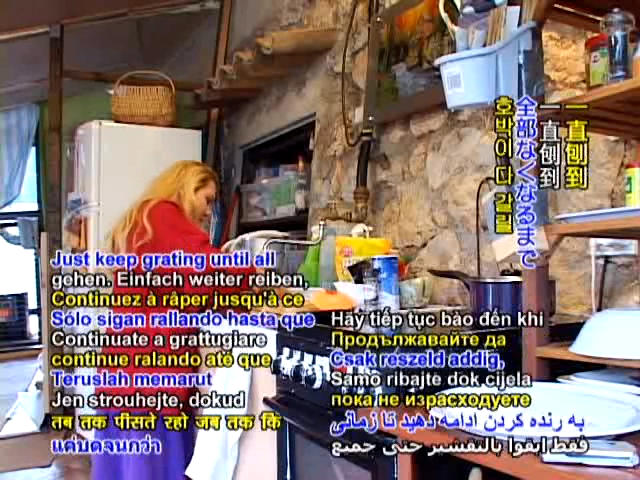 一直刨到
一直刨到
全部なくなるまで
호박이 다 갈릴
Just keep grating until all
gehen. Einfach weiter reiben,
Continuez à râper jusqu'à ce
Sólo sigan rallando hasta que
Continuate a grattugiare
continue ralando até que
Teruslah memarut
Jen strouhejte, dokud
तब तक पीसते रहो जब तक कि
แค่บดจนกว่า
Hãy tiếp tục bào đến khi
Продължавайте да
Csak reszeld addig,
Samo ribajte dok cijela
пока не израсходуете
به رنده کردن ادامه دهید تا زمانی
فقط ابقوا بالتقشير حتى جميع